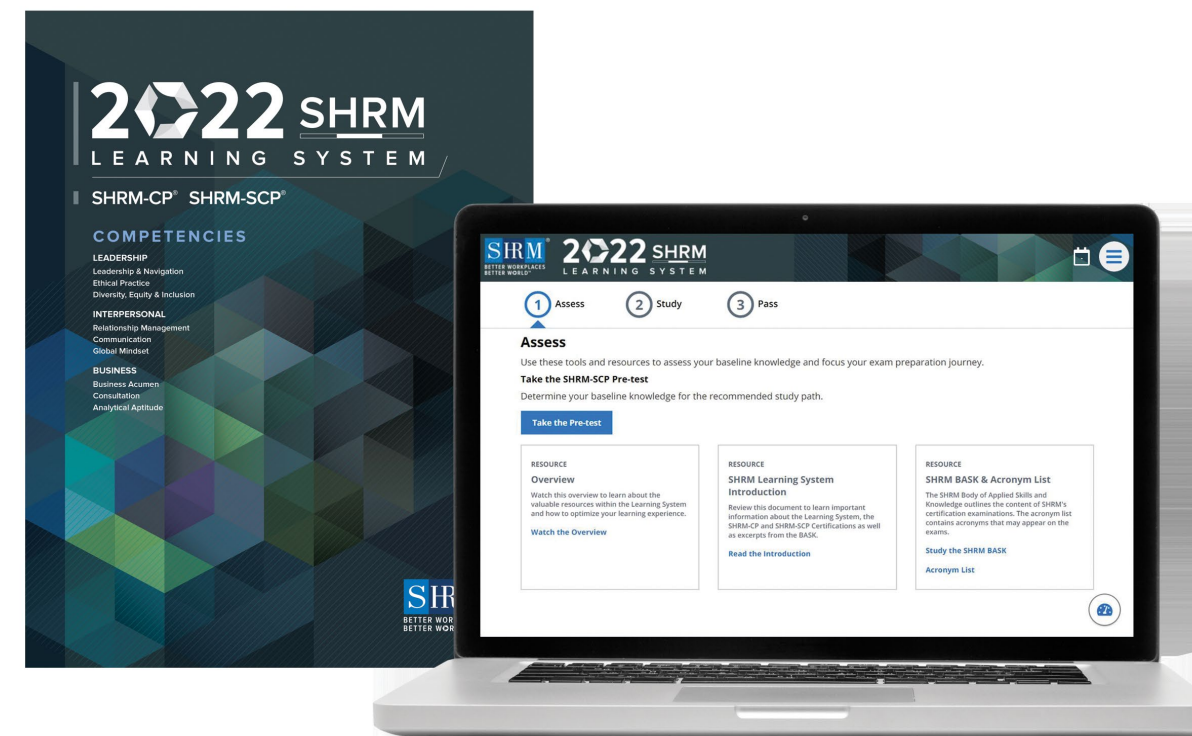 2022 SHRM
LEARNING SYSTEM
SHRM-CP® SHRM-SCP®
COMPETENCIES
LEADERSHIP
Leadership & Navigation
Ethical Practice
Diversity, Equity & Inclusion
INTERPERSONAL
Relationship Management
Communication
Global Mindset
BUSINESS
Business Acumen
Consultation
Analytical Aptitude
SHR
BETTER WOR
BETTER WOR
SHRM®
BETTER WORKPLACES
BETTER WORLD™
2022 SHRM
LEARNING SYSTEM
1 Assess 2 Study 3 Pass
Assess
Use these tools and resources to assess your baseline knowledge and focus your exam preparation journey.
Take the SHRM-SCP Pre-test
Determine your baseline knowledge for the recommended study path.
Take the Pre-test
RESOURCE
Overview
Watch this overview to learn about the
valuable resources within the Learning System
and how to optimize your learning experience.
Watch the Overview
RESOURCE
SHRM Learning System
Introduction
Review this document to learn important
information about the Learning System, the
SHRM-CP and SHRM-SCP Certifications as well
as excerpts from the BASK.
Read the Introduction
RESOURCE
SHRM BASK & Acronym List
The SHRM Body of Applied Skills and
Knowledge outlines the content of SHRM's
certification examinations. The acronym list
contains acronyms that may appear on the
exams.
Study the SHRM BASK
Acronym List